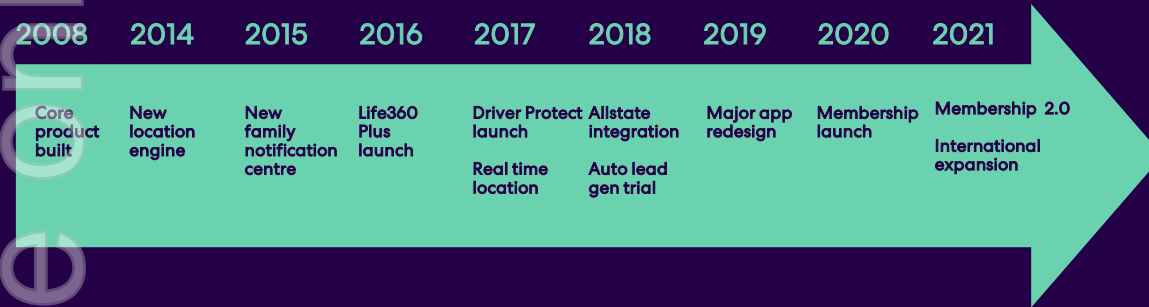 2008 2014 2015 2016 2017 2018 2019 2020 2021
Core
product
built
New
location
engine
New
family
notification
centre
Life360
Plus
launch
Driver Protect
launch
Real time
location
Allstate
integration
Auto lead
gen trial
Major app
redesign
Membership
launch
Membership 2.0
International
expansion
e on